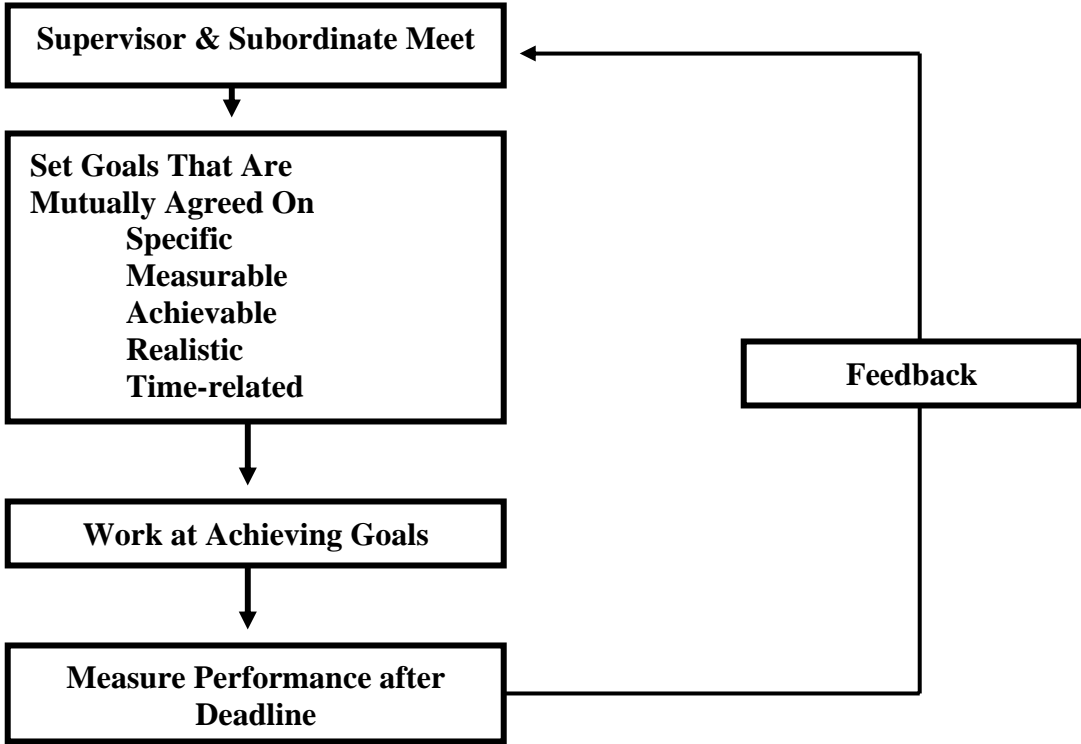 Supervisor & Subordinate Meet
Set Goals That Are
Mutually Agreed On
Specific
Measurable
Achievable
Realistic
Time-related
Feedback
Work at Achieving Goals
Measure Performance after
Deadline